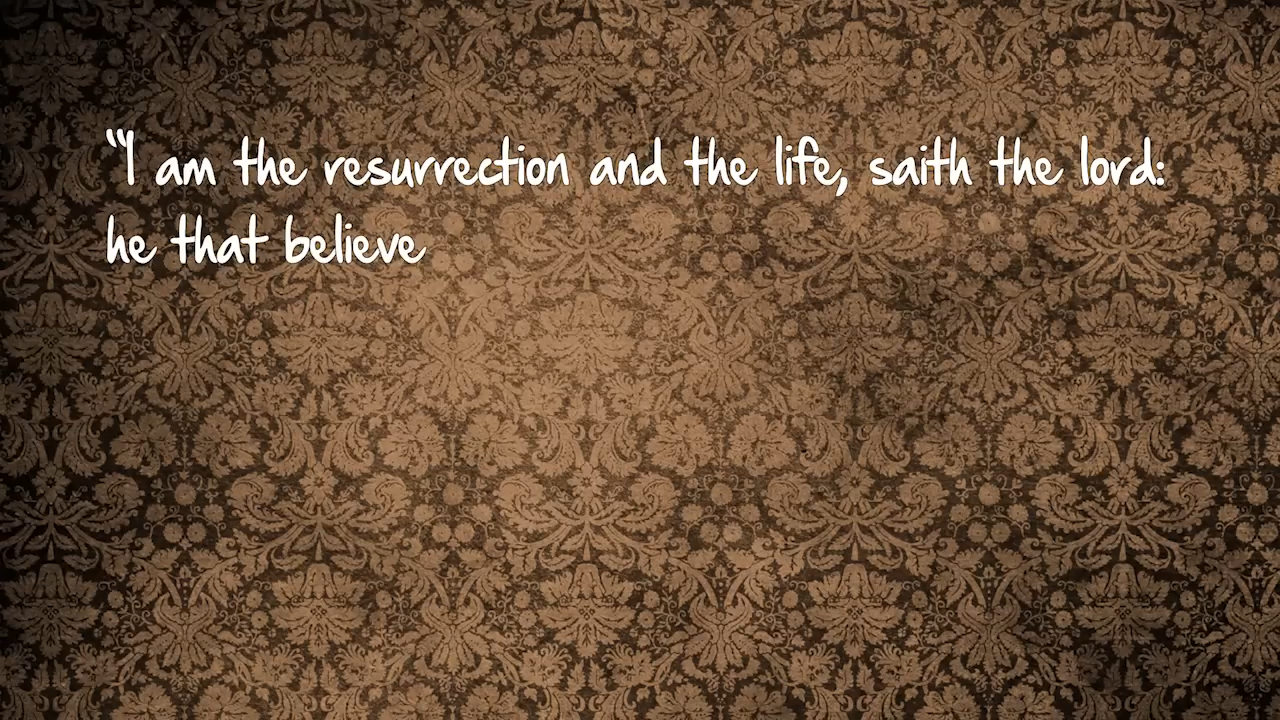 “I am the resurrection and the life, saith the lord:
he that believe